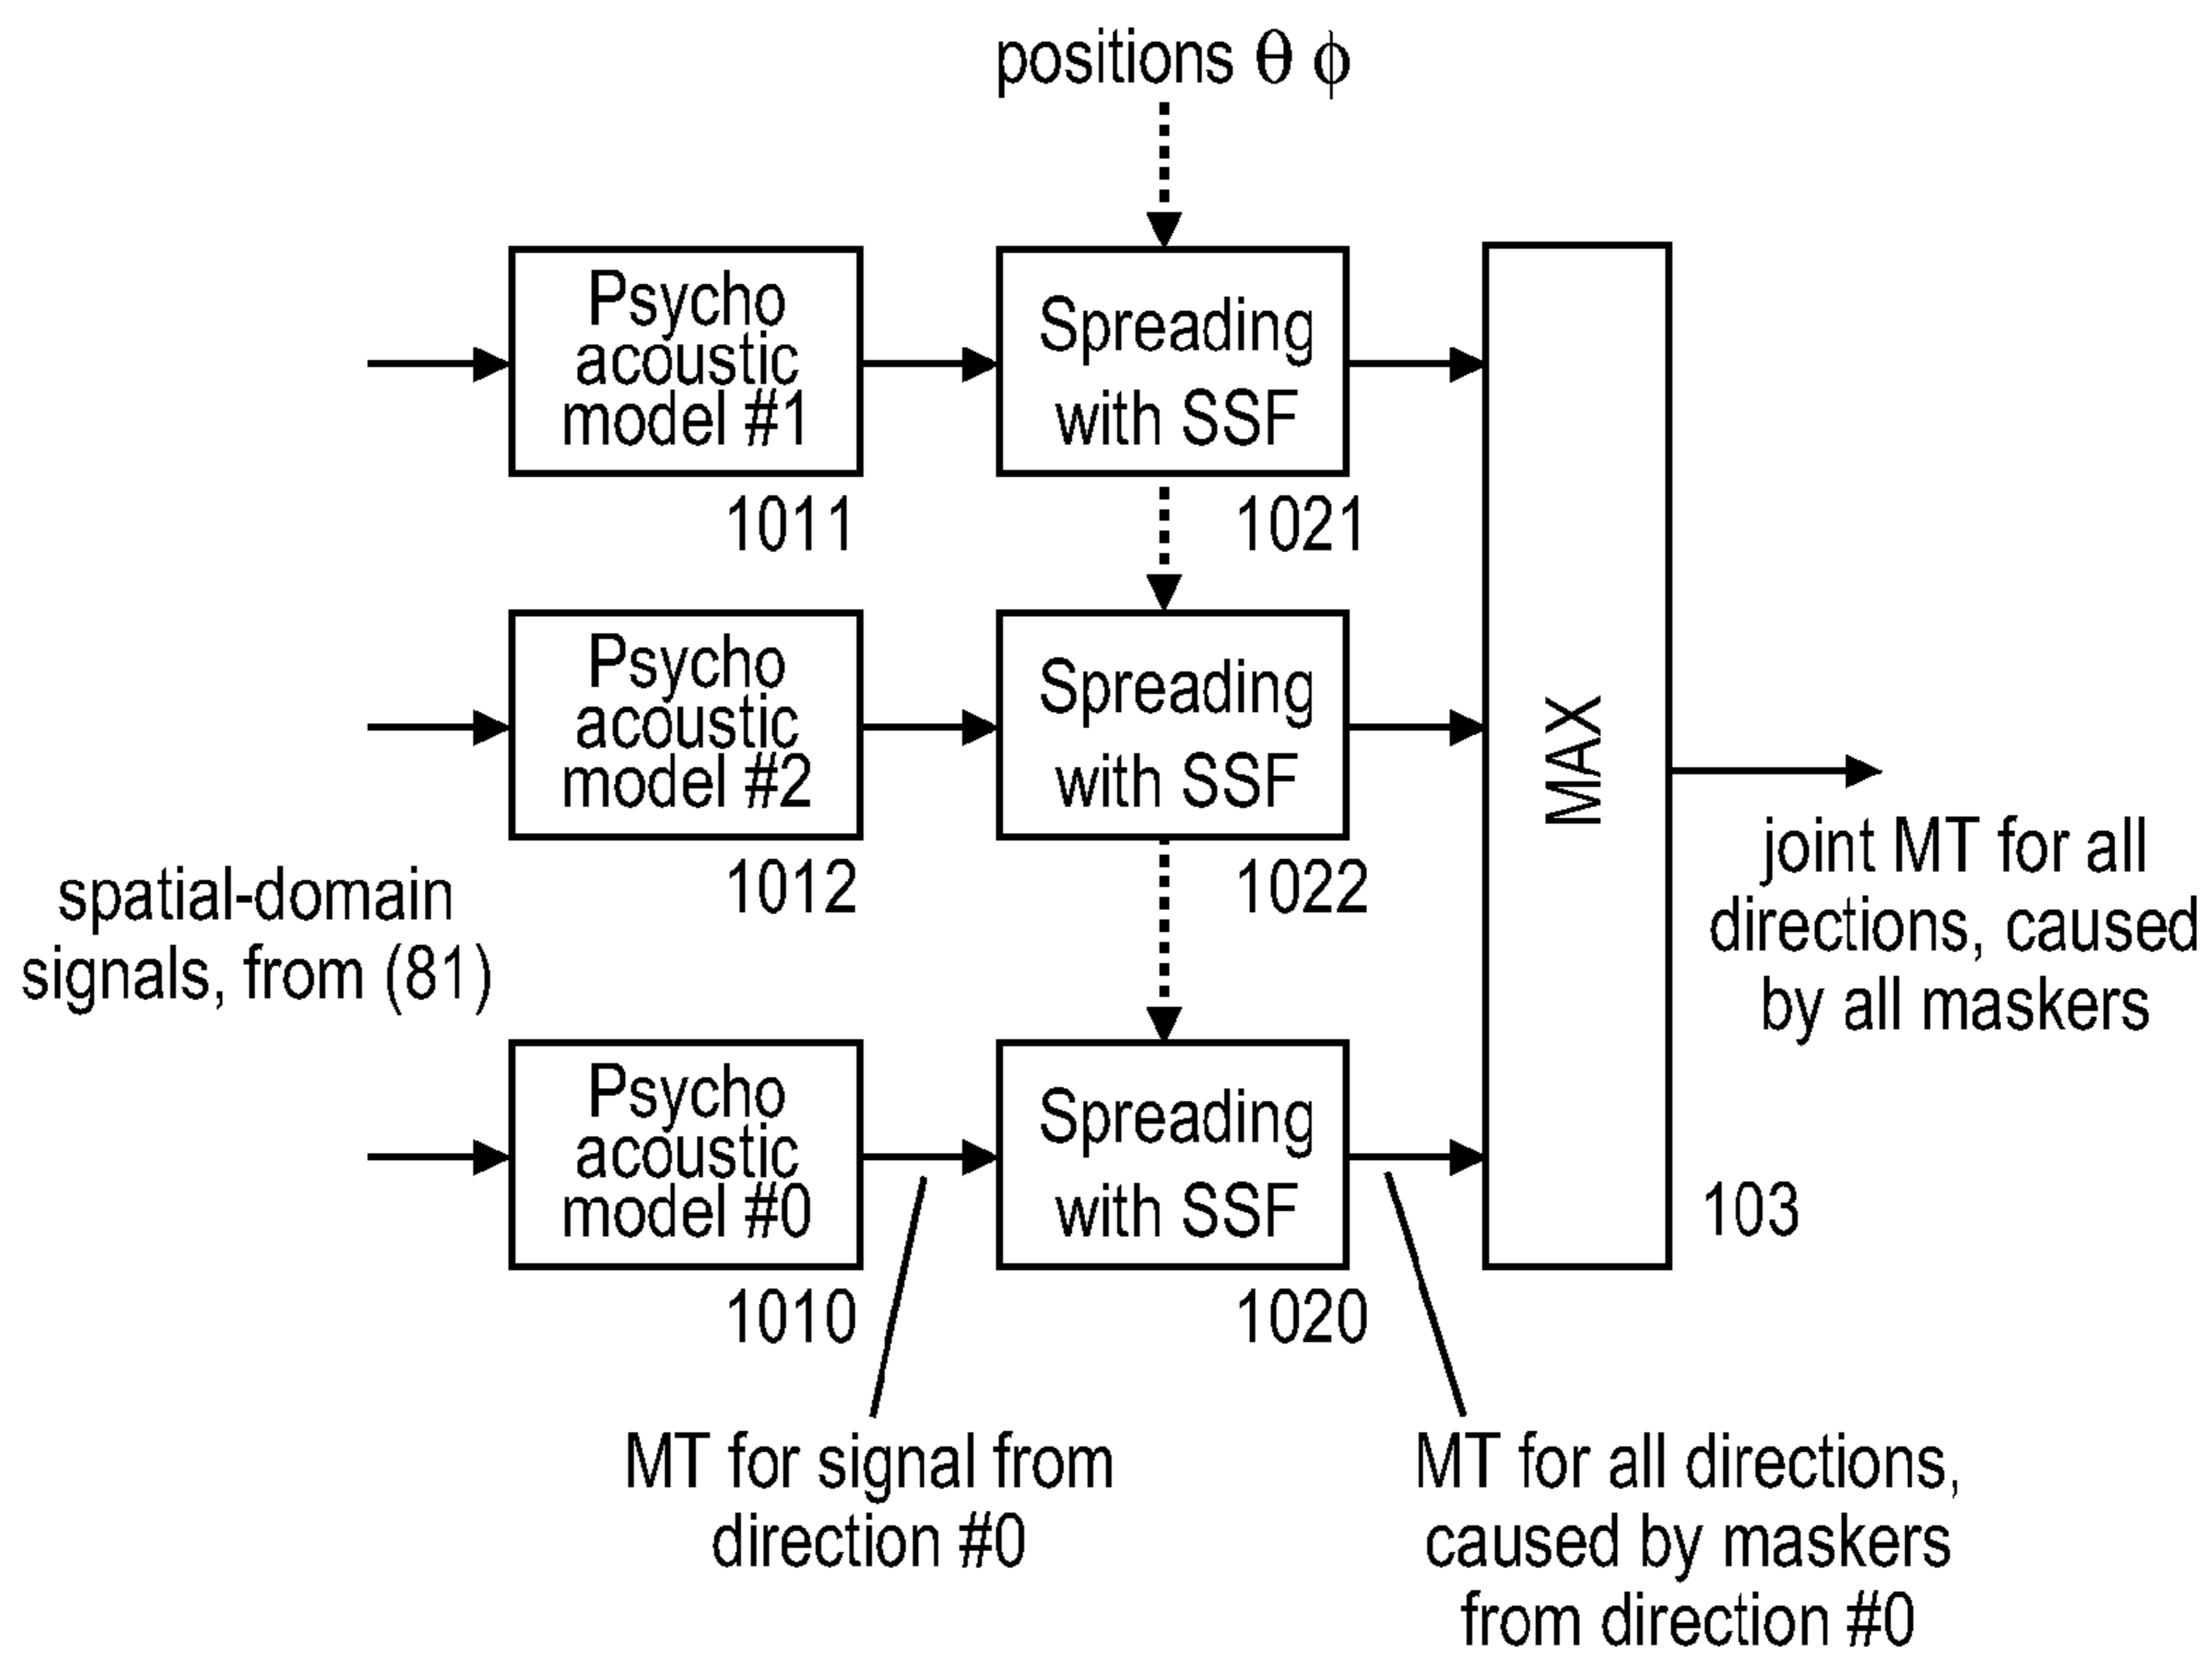 positions θ ϕ
Psycho
acoustic
model #1
1011
Spreading
with SSF
1021
Psycho
acoustic
model #2
1012
Spreading
with SSF
1022
MAX
spatial-domain
signals, from (81)
joint MT for all
directions, caused
by all maskers
Psycho
acoustic
model #0
1010
Spreading
with SSF
1020
103
MT for signal from
direction #0
MT for all directions,
caused by maskers
from direction #0